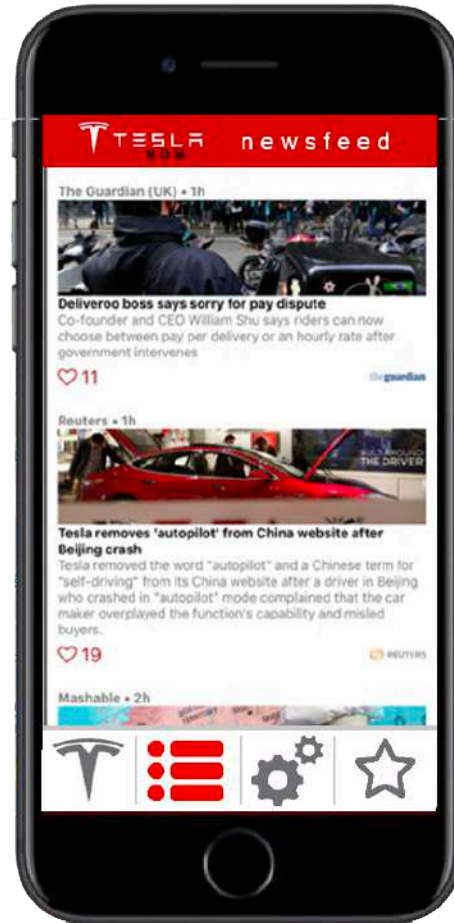 TESLA newsfeed
NOW
The Guardian (UK) • 1h
Deliveroo boss says sorry for pay dispute
Co-founder and CEO William Shu says riders can now
choose between pay per delivery or an hourly rate after
government intervenes
11
theguardian
Reuters • 1h
BUILT AROUND
THE DRIVER
Tesla removes 'autopilot' from China website after
Beijing crash
Tesla removed the word "autopilot" and a Chinese term for
"self-driving" from its China website after a driver in Beijing
who crashed in "autopilot" mode complained that the car
maker overplayed the function's capability and misled
buyers.
19
REUTERS
Mashable • 2h